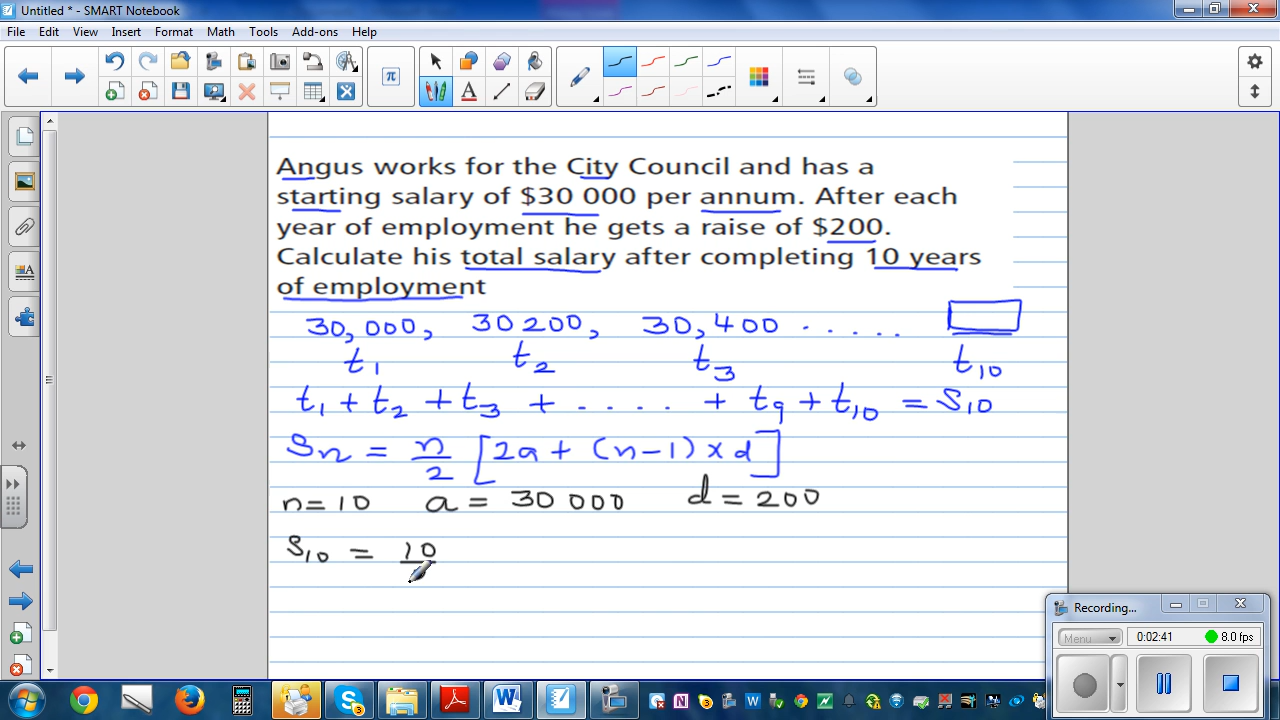 Untitled * - SMART Notebook
File Edit View Insert Format Math Tools Add-ons Help
Angus works for the City Council and has a
starting salary of $30 000 per annum. After each
year of employment he gets a raise of $200.
Calculate his total salary after completing 10 years
of employment
30,000, 30 200, 30,400 . . . . .
t1 t2 t3 t10
t1 + t2 + t3 + . . . . + t9 + t10 = S10
Sn = n/2 [2a + (n-1) x d]
n = 10 a = 30 000 d = 200
S10 = 10
Recording...
Menu 0:02:41 8.0 fps